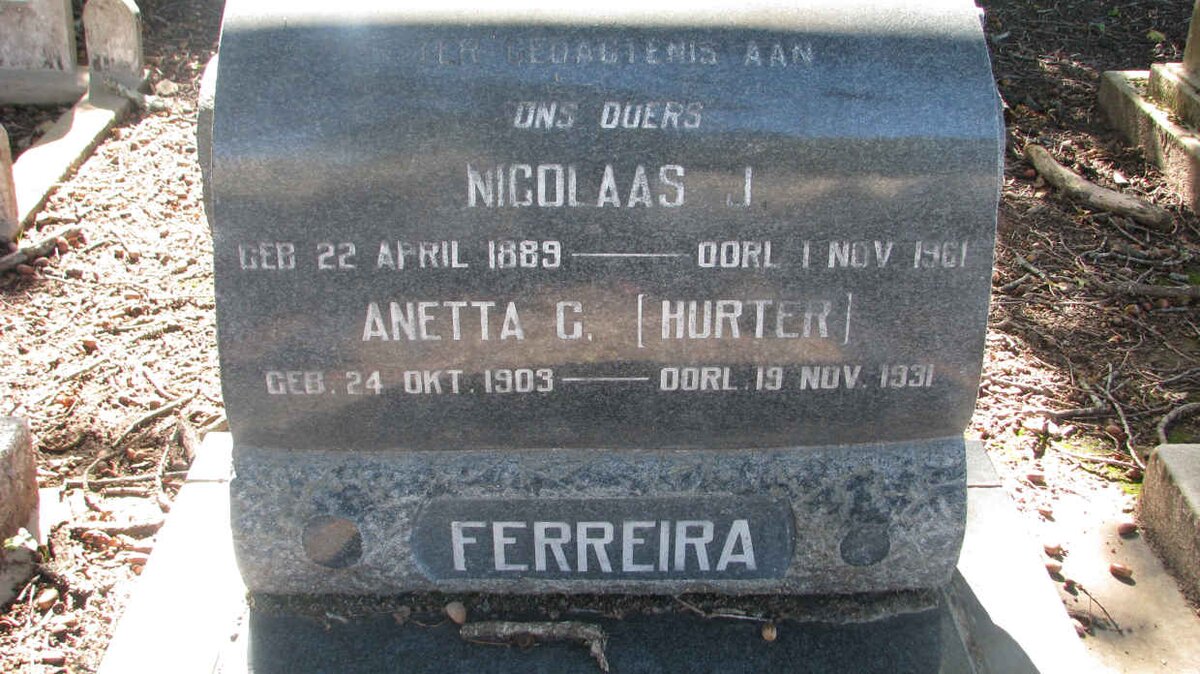 TER GEDAGTENIS AAN
ONS OUERS
NICOLAAS J.
GEB 22 APRIL 1889 — OORL 1 NOV. 1961
ANETTA C. [HURTER]
GEB. 24 OKT. 1903 — OORL. 19 NOV. 1931
FERREIRA